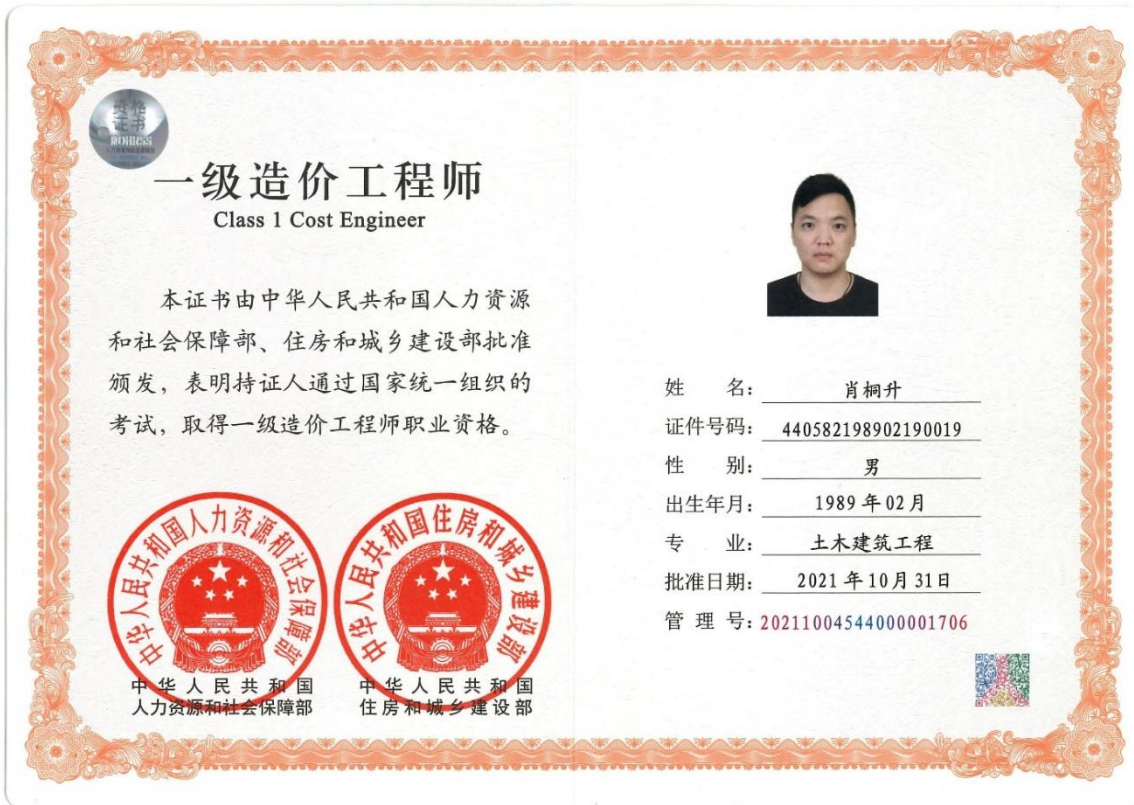 资格
证书
MOHRSS
一级造价工程师
Class 1 Cost Engineer
本证书由中华人民共和国人力资源
和社会保障部、住房和城乡建设部批准
颁发，表明持证人通过国家统一组织的
考试，取得一级造价工程师职业资格。
中华人民共和国人力资源和社会保障部
中华人民共和国住房和城乡建设部
中华人民共和国
人力资源和社会保障部
中华人民共和国
住房和城乡建设部
姓 名：肖桐升
证件号码：440582198902190019
性 别：男
出生年月：1989年02月
专 业：土木建筑工程
批准日期：2021年10月31日
管 理 号：20211004544000001706